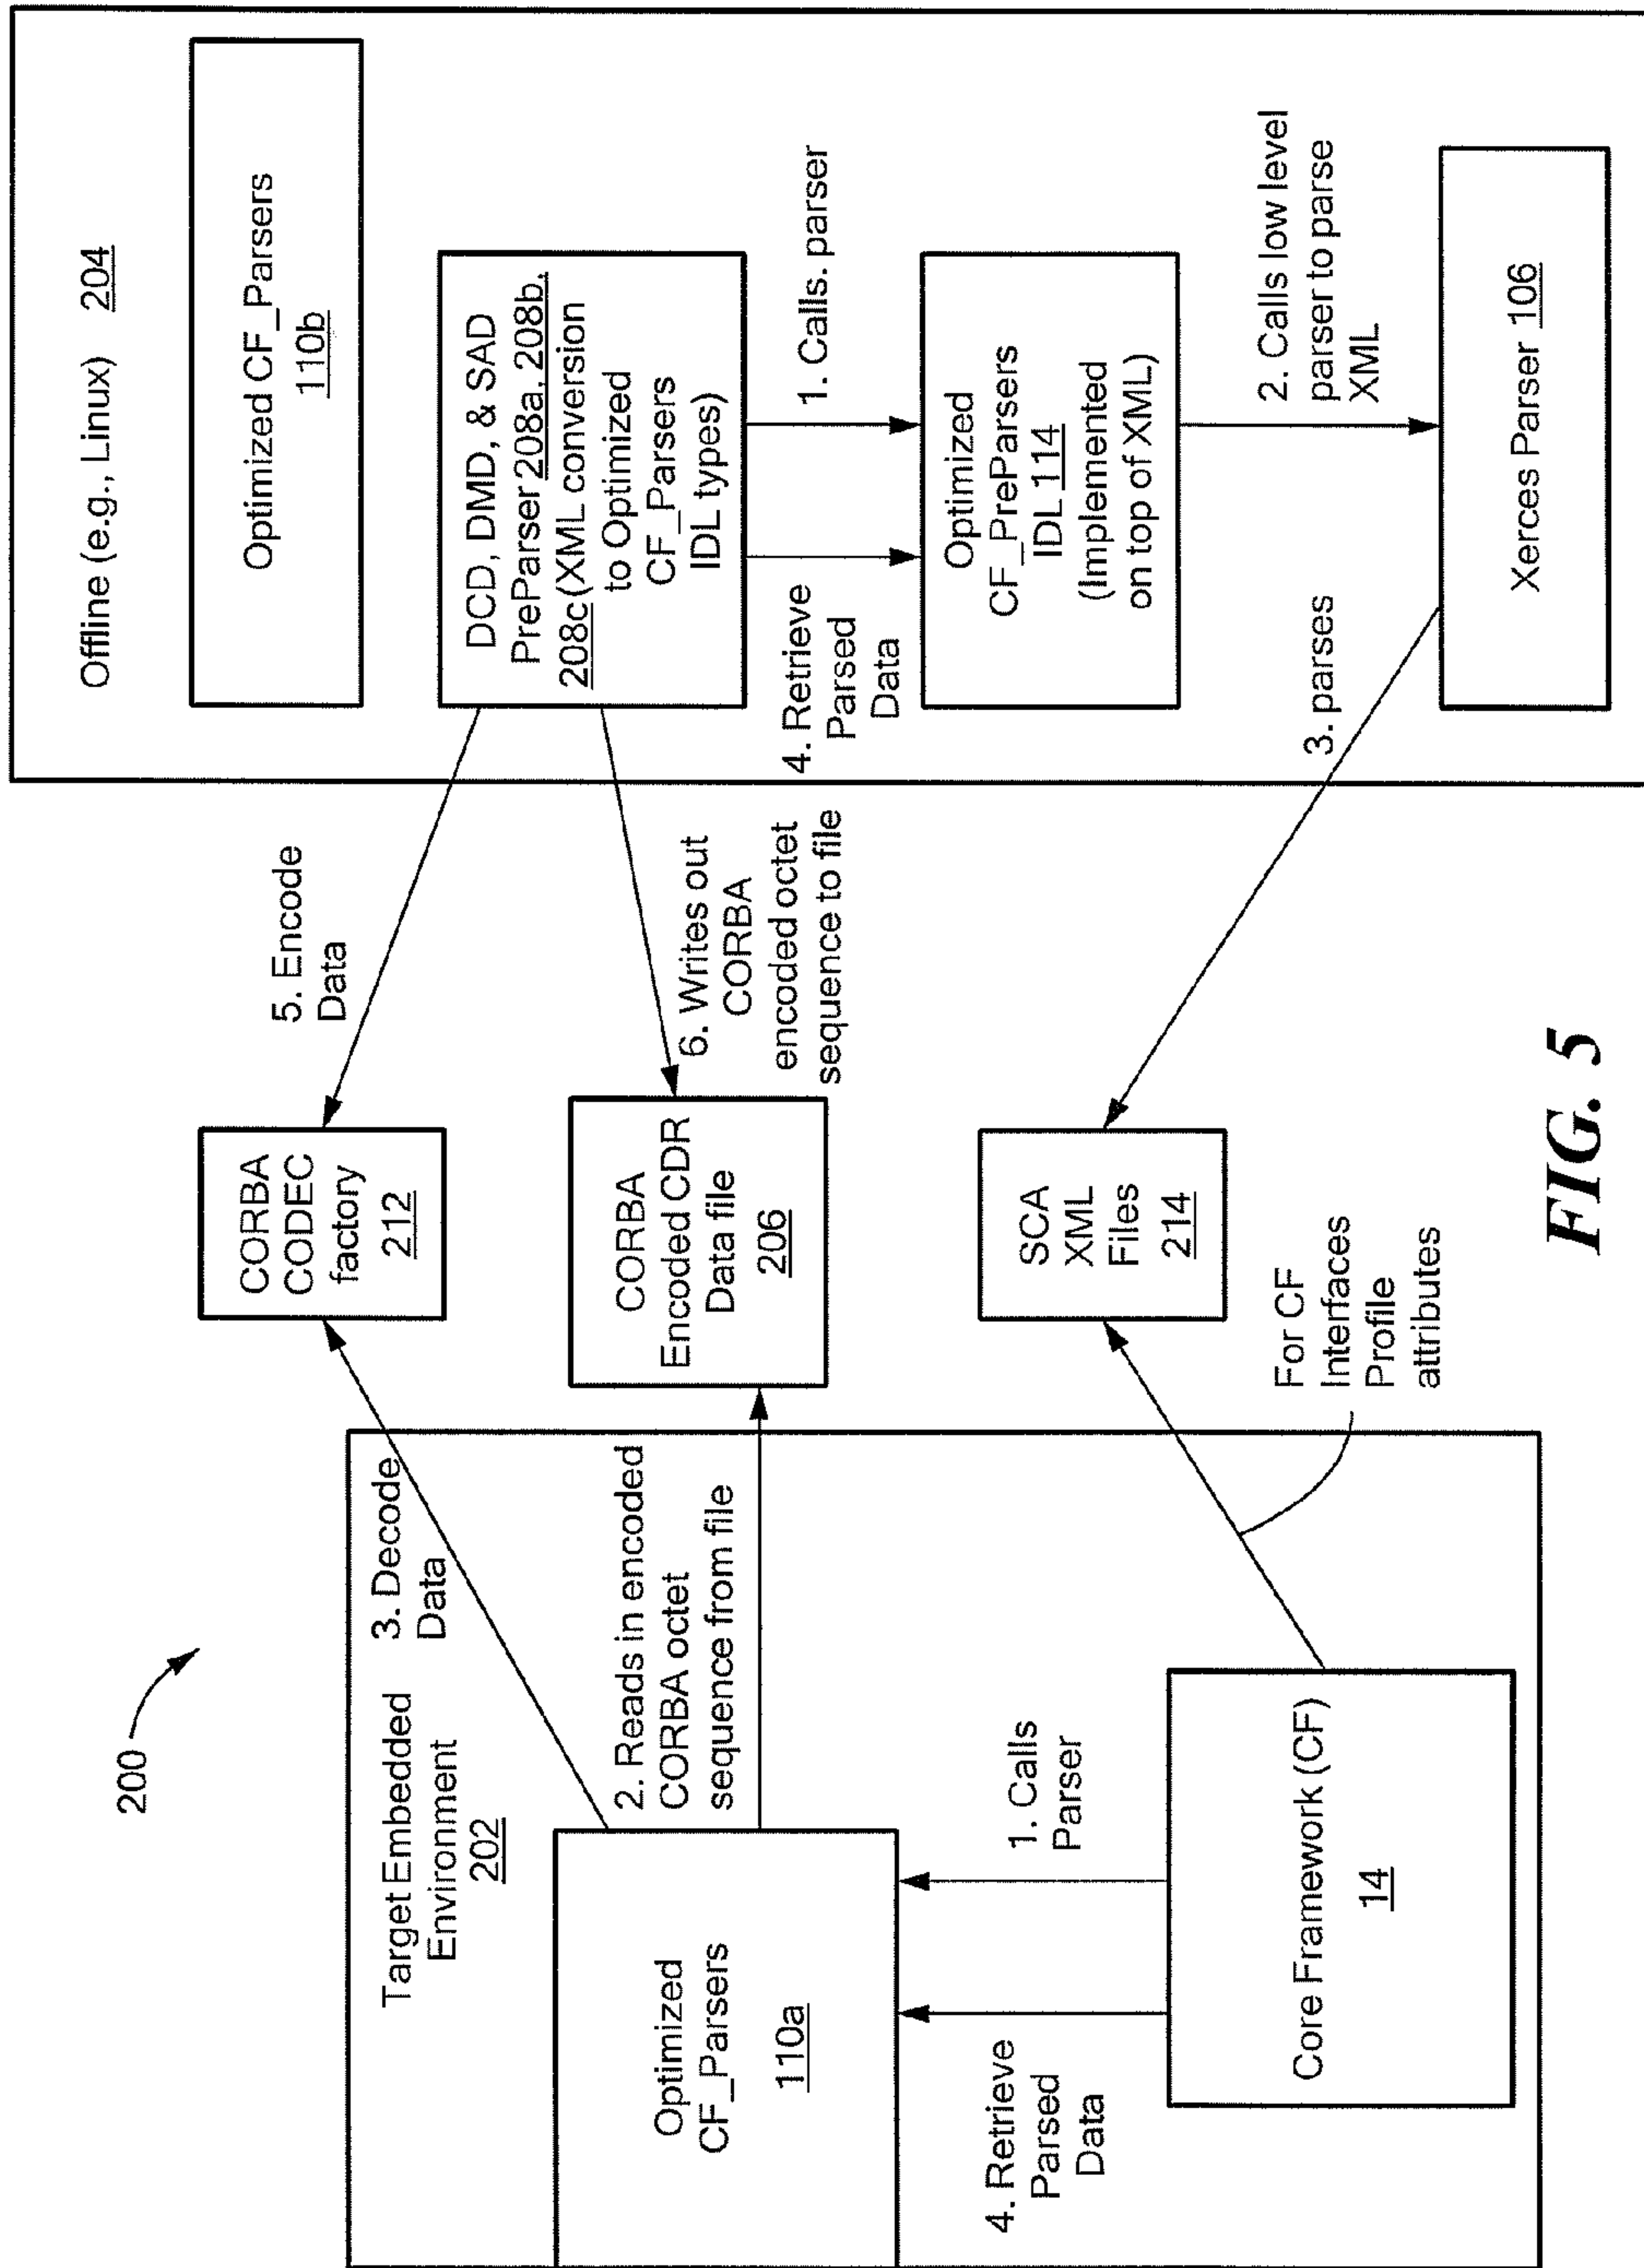 200
Target Embedded
Environment
202
3. Decode
Data
Optimized
CF_Parsers
110a
2. Reads in encoded
CORBA octet
sequence from file
4. Retrieve
Parsed
Data
1. Calls
Parser
Core Framework (CF)
14
For CF
Interfaces
Profile
attributes
CORBA
CODEC
factory
212
CORBA
Encoded CDR
Data file
206
SCA
XML
Files
214
5. Encode
Data
6. Writes out
CORBA
encoded octet
sequence to file
3. parses
Offline (e.g., Linux) 204
Optimized CF_Parsers
110b
DCD, DMD, & SAD
PreParser 208a, 208b,
208c (XML conversion
to Optimized
CF_Parsers
IDL types)
4. Retrieve
Parsed
Data
1. Calls. parser
Optimized
CF_PreParsers
IDL 114
(Implemented
on top of XML)
2. Calls low level
parser to parse
XML
Xerces Parser 106
FIG. 5